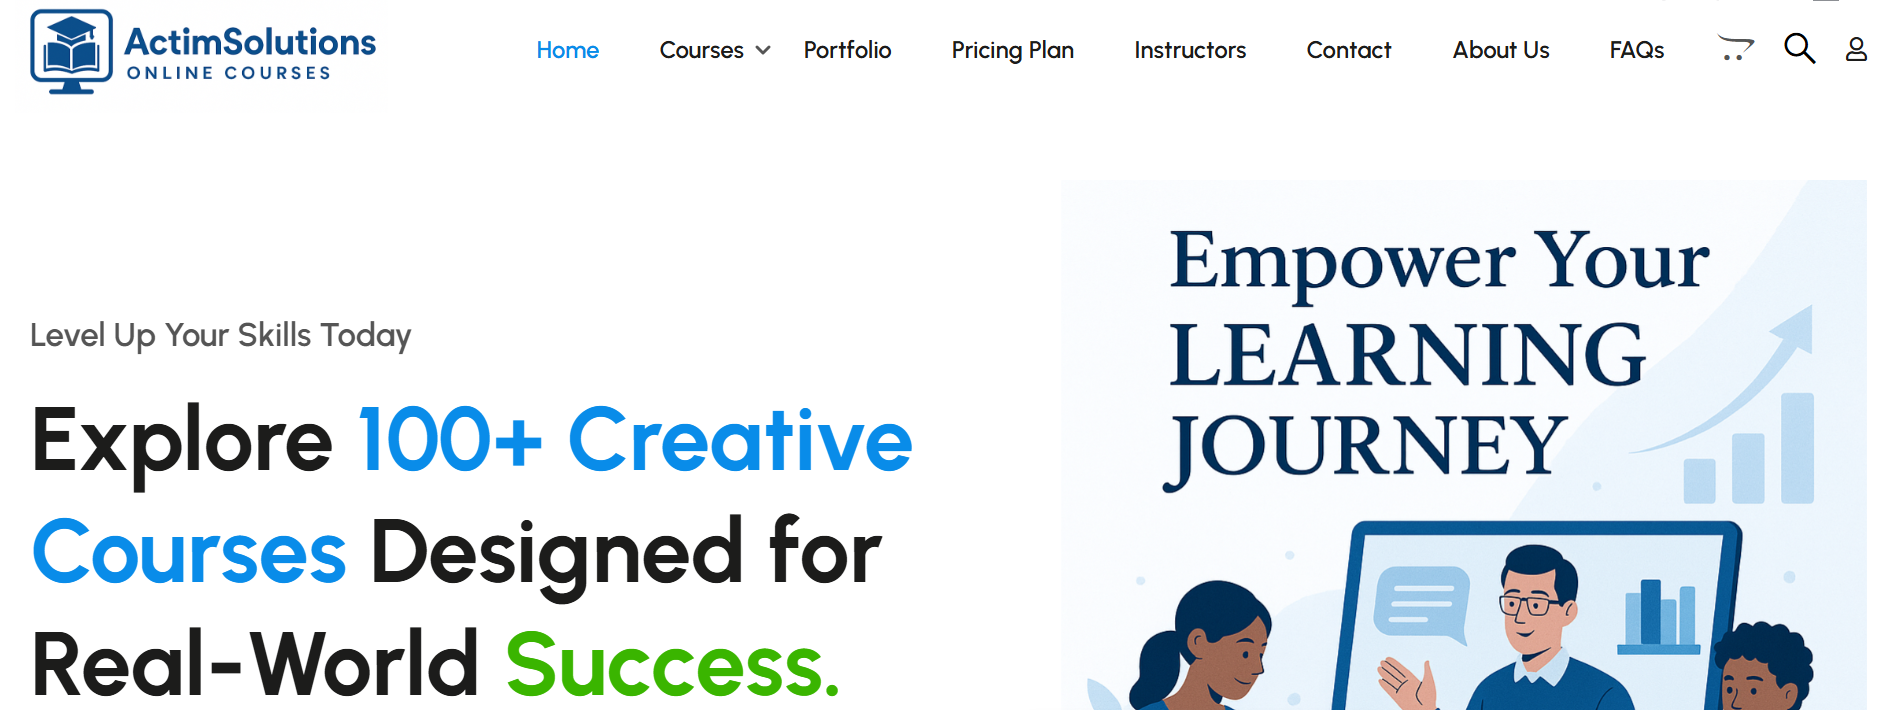 ActimSolutions
ONLINE COURSES
Home Courses Portfolio Pricing Plan Instructors Contact About Us FAQs
Level Up Your Skills Today
Explore 100+ Creative
Courses Designed for
Real-World Success.
Empower Your
LEARNING
JOURNEY